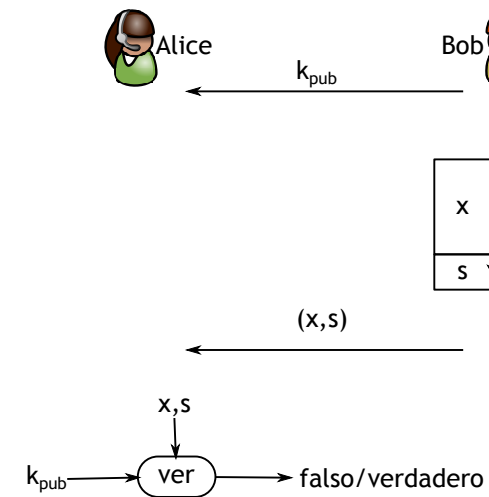 Alice
Bob
k_pub
x
s
(x,s)
x,s
k_pub
ver
falso/verdadero